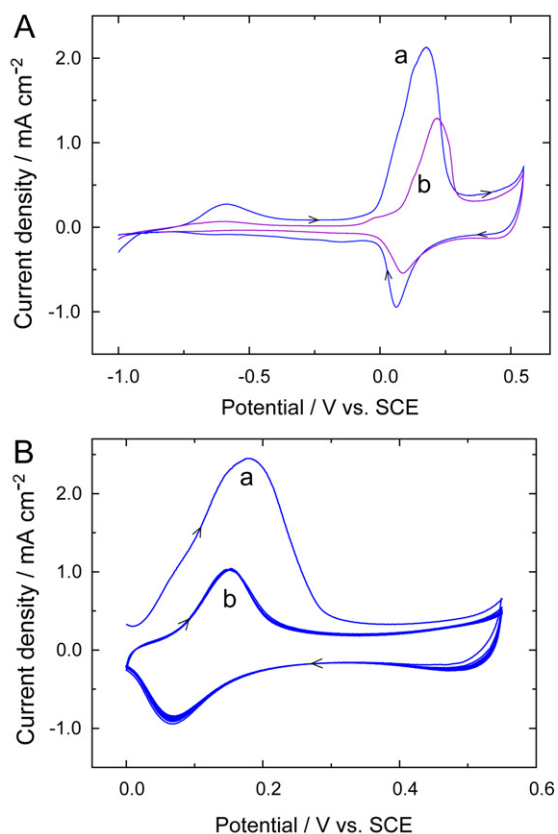 A
Current density / mA cm⁻²
2.0
1.0
0.0
-1.0
a
b
-1.0 -0.5 0.0 0.5
Potential / V vs. SCE
B
Current density / mA cm⁻²
2.0
1.0
0.0
-1.0
a
b
0.0 0.2 0.4 0.6
Potential / V vs. SCE